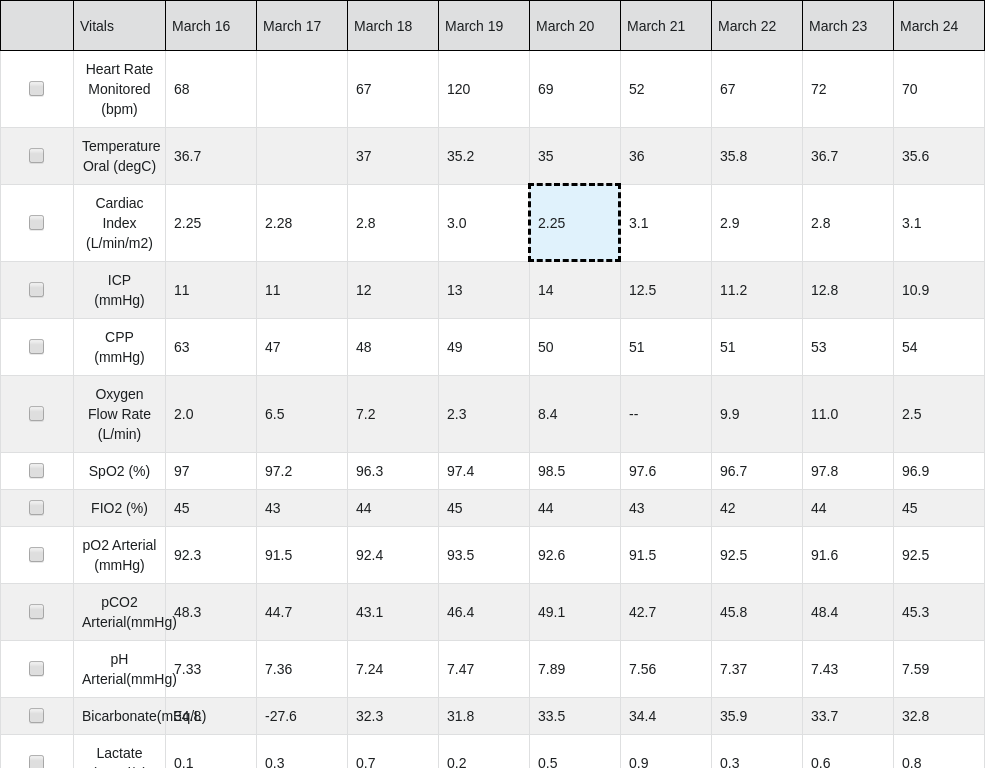 Vitals March 16 March 17 March 18 March 19 March 20 March 21 March 22 March 23 March 24
Heart Rate
Monitored
(bpm)
68 67 120 69 52 67 72 70
Temperature
Oral (degC)
36.7 37 35.2 35 36 35.8 36.7 35.6
Cardiac
Index
(L/min/m2)
2.25 2.28 2.8 3.0 2.25 3.1 2.9 2.8 3.1
ICP
(mmHg)
11 11 12 13 14 12.5 11.2 12.8 10.9
CPP
(mmHg)
63 47 48 49 50 51 51 53 54
Oxygen
Flow Rate
(L/min)
2.0 6.5 7.2 2.3 8.4 -- 9.9 11.0 2.5
SpO2 (%) 97 97.2 96.3 97.4 98.5 97.6 96.7 97.8 96.9
FIO2 (%) 45 43 44 45 44 43 42 44 45
pO2 Arterial
(mmHg)
92.3 91.5 92.4 93.5 92.6 91.5 92.5 91.6 92.5
pCO2
Arterial(mmHg)
48.3 44.7 43.1 46.4 49.1 42.7 45.8 48.4 45.3
pH
Arterial(mmHg)
7.33 7.36 7.24 7.47 7.89 7.56 7.37 7.43 7.59
Bicarbonate(mEq/L) -27.6 32.3 31.8 33.5 34.4 35.9 33.7 32.8
Lactate
0.1 0.3 0.7 0.2 0.5 0.9 0.3 0.6 0.8